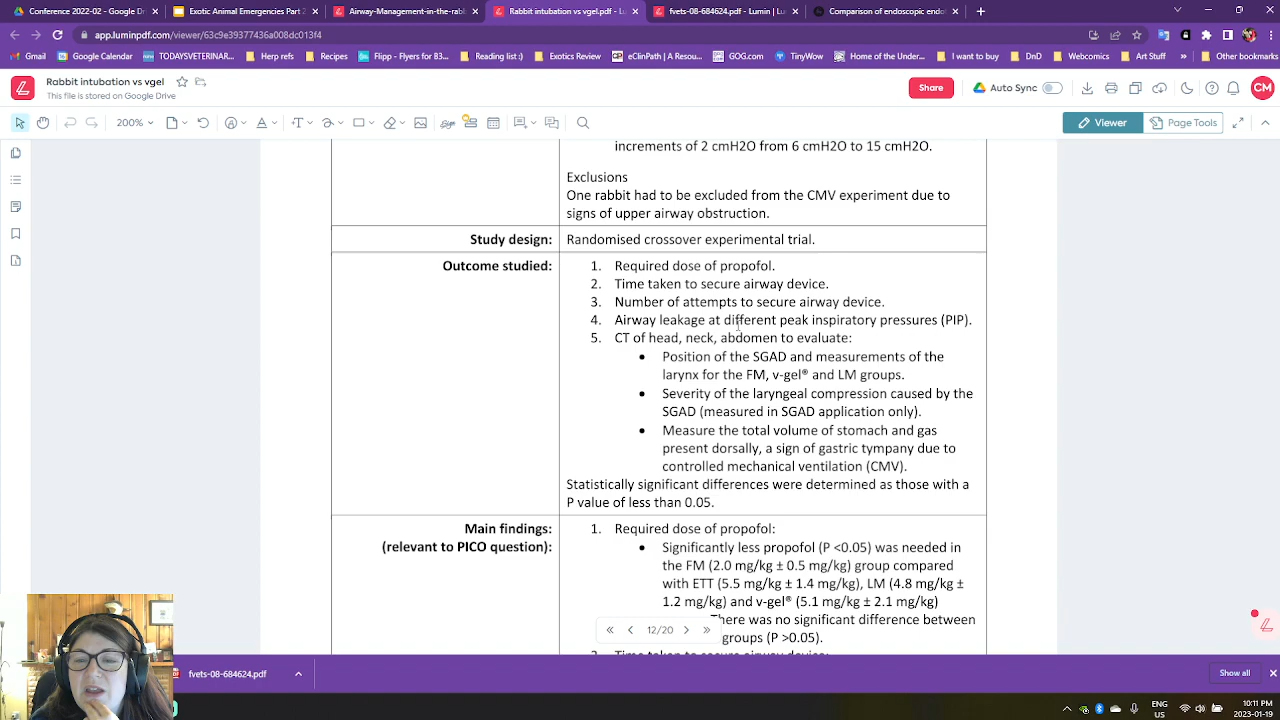 Conference 2022-02 - Google Dr
Exotic Animal Emergencies Part 2
Airway-Management-in-rabb
Rabbit intubation vs vgel.pdf - Lu
fvets-08-684624.pdf - Lumin Lu
Comparison of endoscopic endo
app.luminpdf.com/viewer/63c9e39377436a008dc013f4
Gmail
Google Calendar
TODAYSVETERINAR...
Herp refs
Recipes
Flipp - Flyers for B3...
Reading list :)
Exotics Review
eClinPath | eClinPath
GOG.com
TinyWow
Home of the Under...
I want to buy
DnD
Webcomics
Art Stuff
»
Other bookmarks
Rabbit intubation vs vgel
This file is stored on Google Drive
Share
Auto Sync
CM
200%
Viewer
Page Tools
increments of 2 cmH2O from 6 cmH2O to 15 cmH2O.
Exclusions
One rabbit had to be excluded from the CMV experiment due to
signs of upper airway obstruction.
Study design: Randomised crossover experimental trial.
Outcome studied: 1. Required dose of propofol.
2. Time taken to secure airway device.
3. Number of attempts to secure airway device.
4. Airway leakage at different peak inspiratory pressures (PIP).
5. CT of head, neck, abdomen to evaluate:
• Position of the SGAD and measurements of the
larynx for the FM, v-gel® and LM groups.
• Severity of the laryngeal compression caused by the
SGAD (measured in SGAD application only).
• Measure the total volume of stomach and gas
present dorsally, a sign of gastric tympany due to
controlled mechanical ventilation (CMV).
Statistically significant differences were determined as those with a
P value of less than 0.05.
Main findings: 1. Required dose of propofol:
(relevant to PICO question): • Significantly less propofol (P <0.05) was needed in
the FM (2.0 mg/kg ± 0.5 mg/kg) group compared
with ETT (5.5 mg/kg ± 1.4 mg/kg), LM (4.8 mg/kg ±
1.2 mg/kg) and v-gel® (5.1 mg/kg ± 2.1 mg/kg)
There was no significant difference between
groups (P >0.05).
2. Time taken to secure airway device:
12/20
fvets-08-684624.pdf
Show all
ENG
US
10:11 PM
2023-01-19